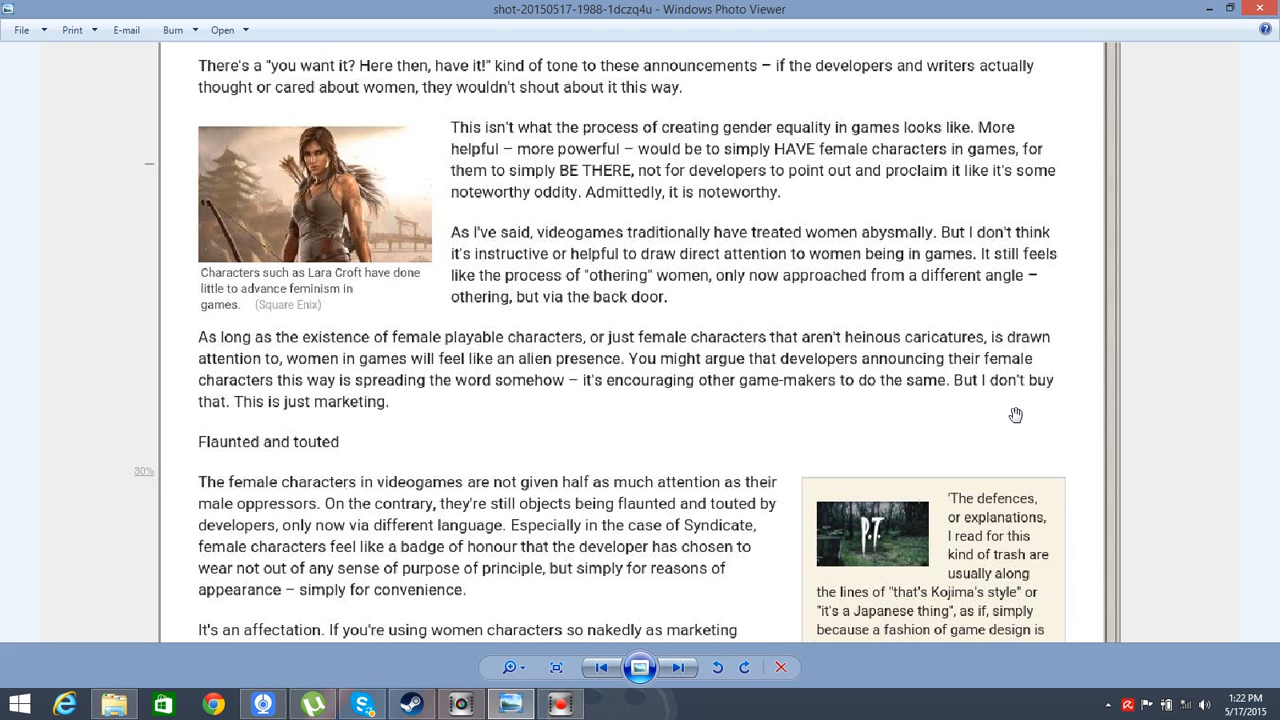 shot-20150517-1988-1dczq4u - Windows Photo Viewer
File Print E-mail Burn Open
There's a "you want it? Here then, have it!" kind of tone to these announcements – if the developers and writers actually
thought or cared about women, they wouldn't shout about it this way.
This isn't what the process of creating gender equality in games looks like. More
helpful – more powerful – would be to simply HAVE female characters in games, for
them to simply BE THERE, not for developers to point out and proclaim it like it's some
noteworthy oddity. Admittedly, it is noteworthy.
As I've said, videogames traditionally have treated women abysmally. But I don't think
it's instructive or helpful to draw direct attention to women being in games. It still feels
like the process of "othering" women, only now approached from a different angle –
othering, but via the back door.
Characters such as Lara Croft have done
little to advance feminism in
games. (Square Enix)
As long as the existence of female playable characters, or just female characters that aren't heinous caricatures, is drawn
attention to, women in games will feel like an alien presence. You might argue that developers announcing their female
characters this way is spreading the word somehow – it's encouraging other game-makers to do the same. But I don't buy
that. This is just marketing.
Flaunted and touted
30%
The female characters in videogames are not given half as much attention as their
male oppressors. On the contrary, they're still objects being flaunted and touted by
developers, only now via different language. Especially in the case of Syndicate,
female characters feel like a badge of honour that the developer has chosen to
wear not out of any sense of purpose of principle, but simply for reasons of
appearance – simply for convenience.
It's an affectation. If you're using women characters so nakedly as marketing
P.T.
'The defences,
or explanations,
I read for this
kind of trash are
usually along
the lines of "that's Kojima's style" or
"it's a Japanese thing", as if, simply
because a fashion of game design is
1:22 PM
5/17/2015